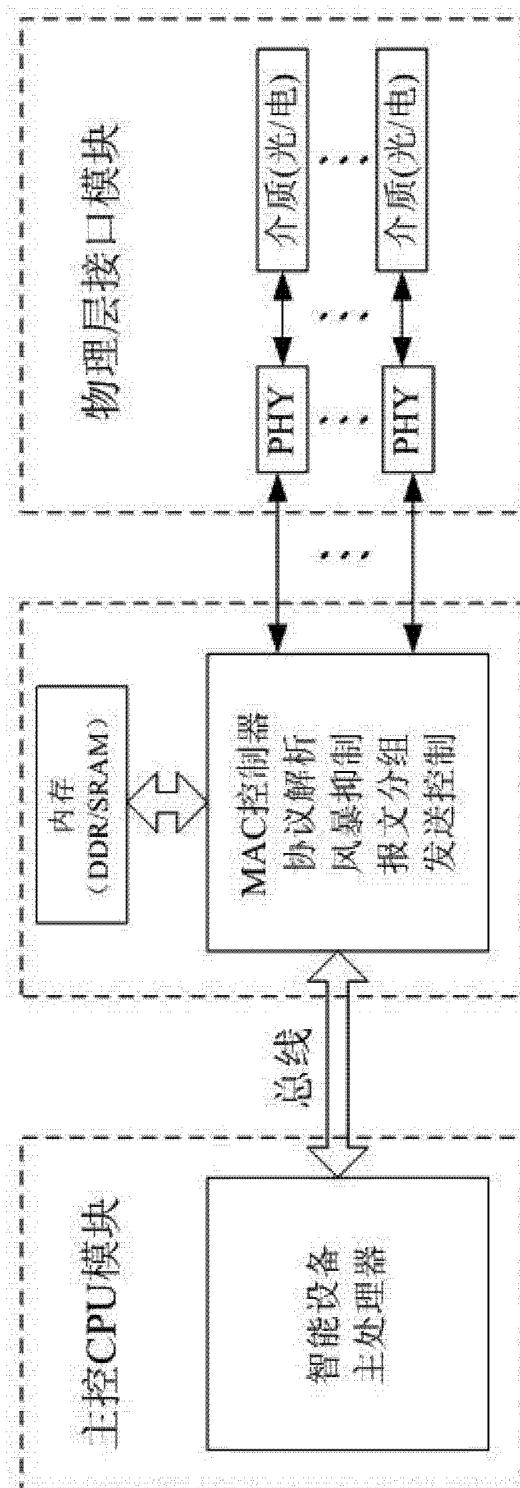 主控CPU模块
智能设备
主处理器
总线
内存
（DDR/SRAM）
MAC控制器
协议解析
风暴抑制
报文分组
发送控制
物理层接口模块
PHY
介质(光/电)
PHY
介质(光/电)